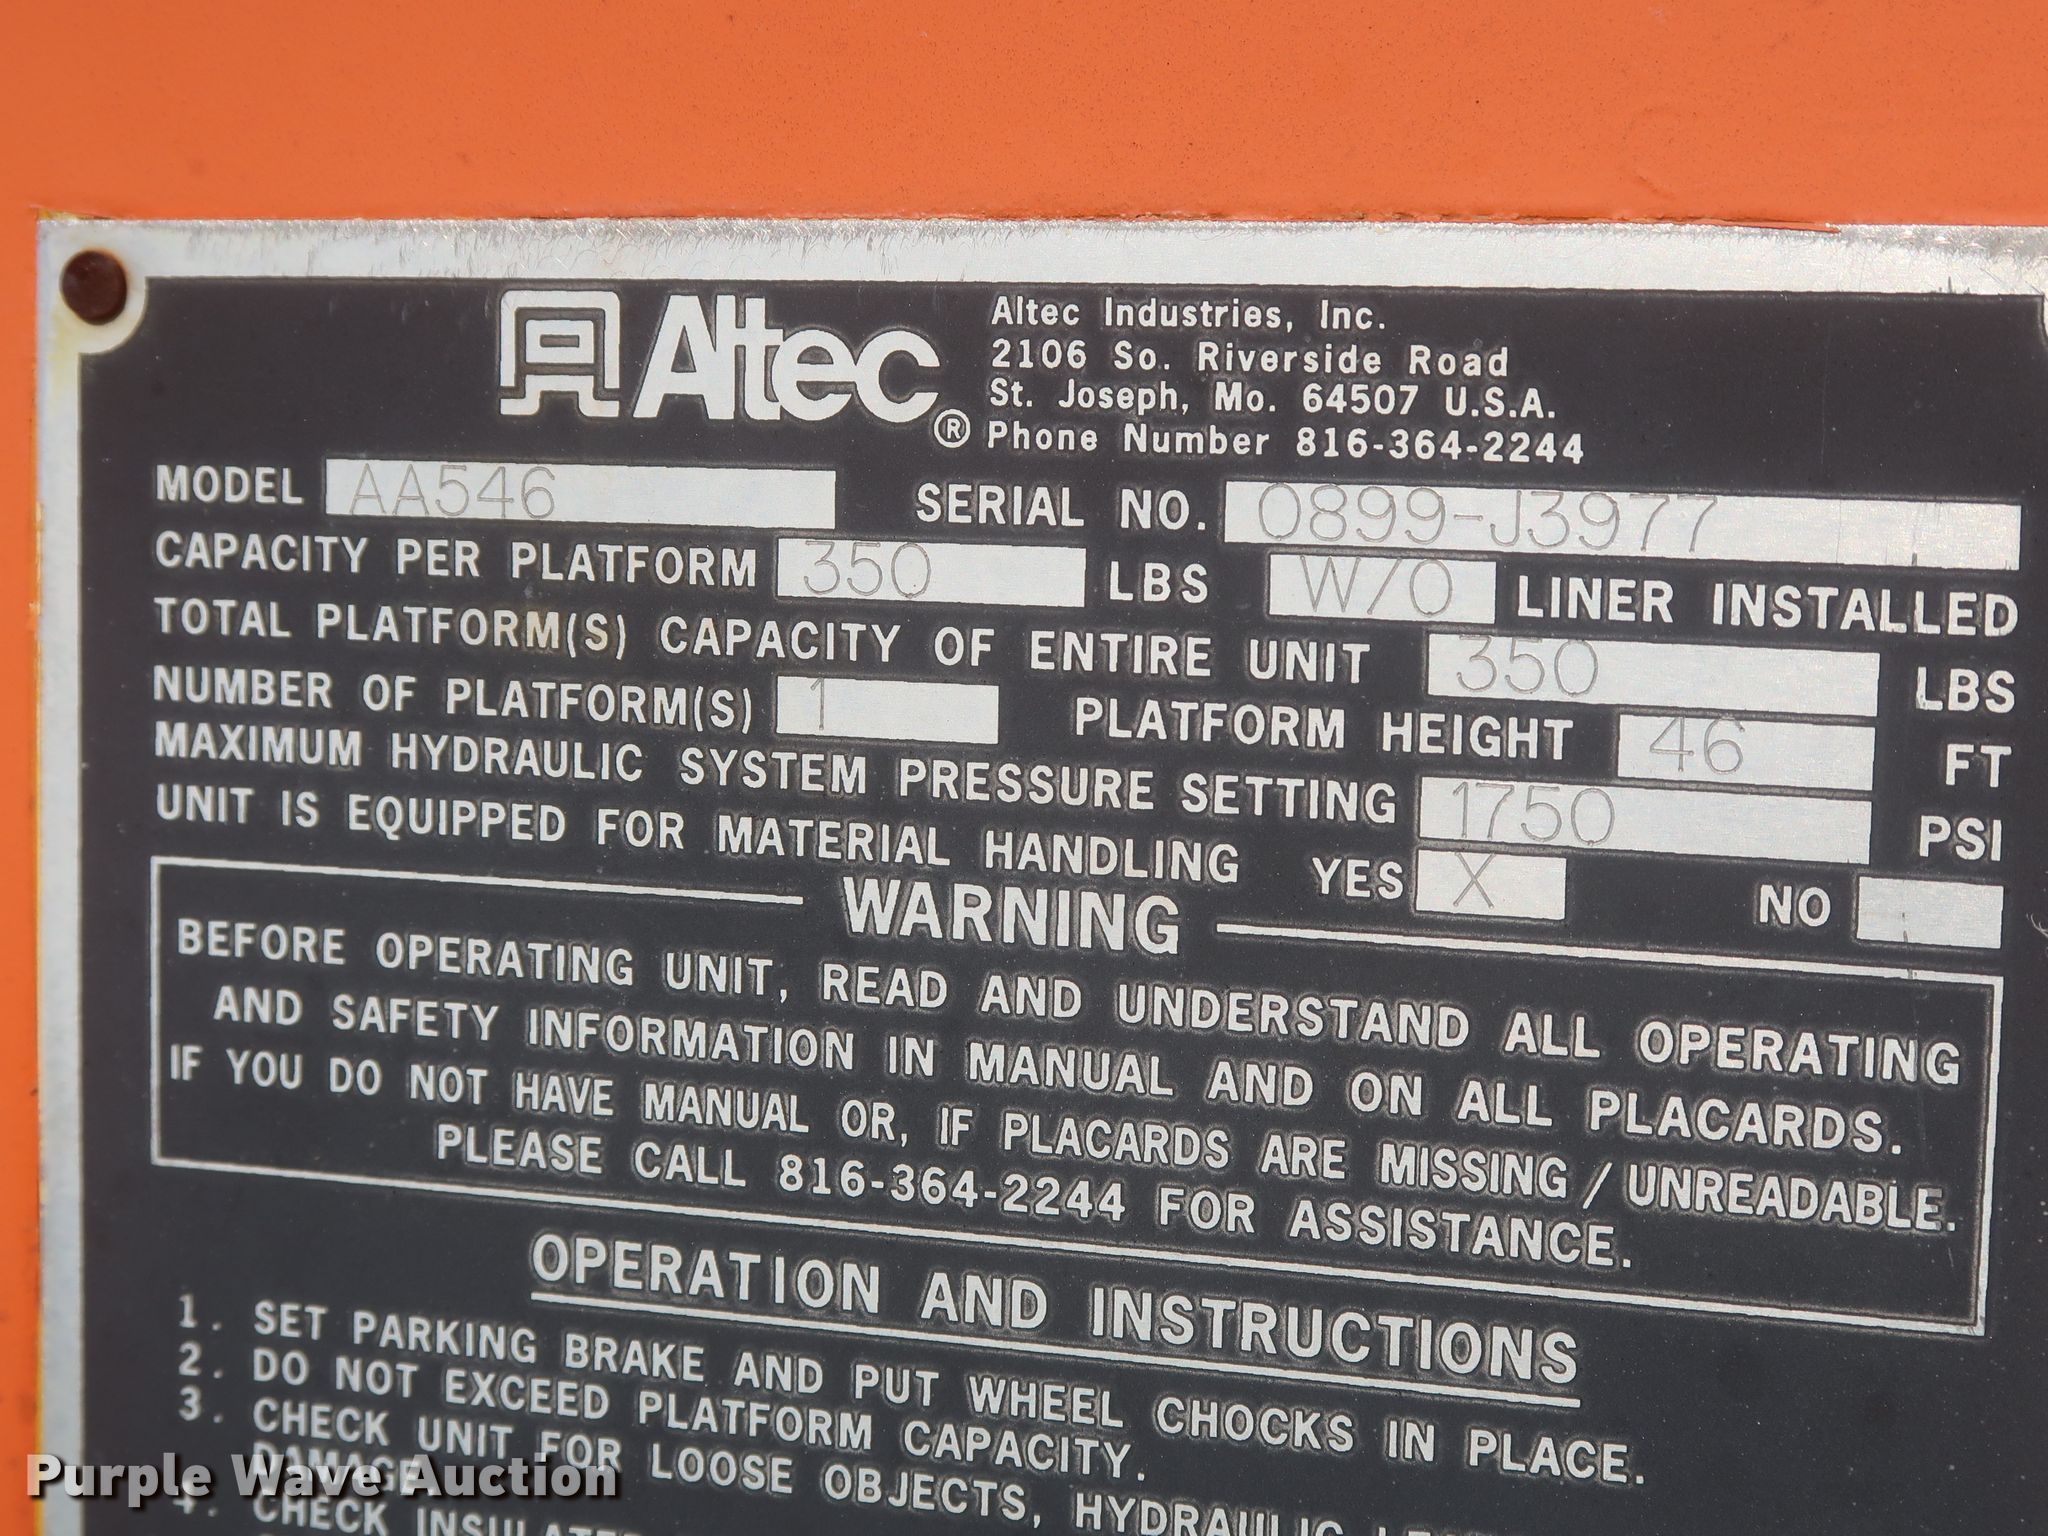 Altec®
Altec Industries, Inc.
2106 So. Riverside Road
St. Joseph, Mo. 64507 U.S.A.
Phone Number 816-364-2244
MODEL AA546 SERIAL NO. 0899-J3977
CAPACITY PER PLATFORM 350 LBS W/O LINER INSTALLED
TOTAL PLATFORM(S) CAPACITY OF ENTIRE UNIT 350 LBS
NUMBER OF PLATFORM(S) 1 PLATFORM HEIGHT 46 FT
MAXIMUM HYDRAULIC SYSTEM PRESSURE SETTING 1750 PSI
UNIT IS EQUIPPED FOR MATERIAL HANDLING YES X NO
WARNING
BEFORE OPERATING UNIT, READ AND UNDERSTAND ALL OPERATING
AND SAFETY INFORMATION IN MANUAL AND ON ALL PLACARDS.
IF YOU DO NOT HAVE MANUAL OR, IF PLACARDS ARE MISSING/UNREADABLE.
PLEASE CALL 816-364-2244 FOR ASSISTANCE.
OPERATION AND INSTRUCTIONS
1. SET PARKING BRAKE AND PUT WHEEL CHOCKS IN PLACE.
2. DO NOT EXCEED PLATFORM CAPACITY.
3. CHECK UNIT FOR LOOSE OBJECTS, HYDRAULIC
DAMAGE
4. CHECK
Purple Wave Auction